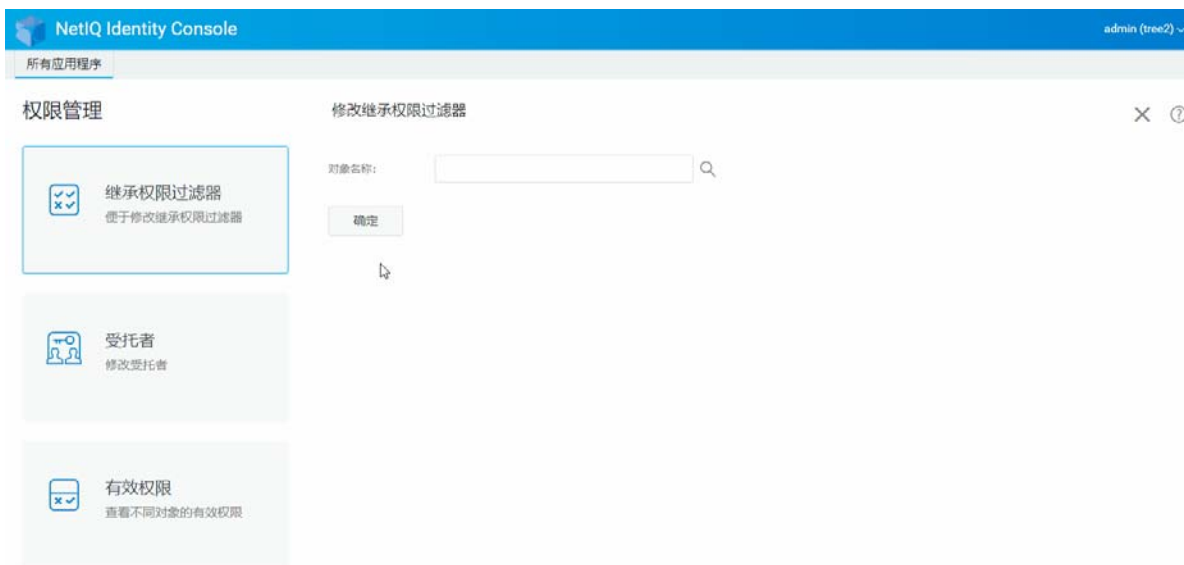 NetIQ Identity Console
admin (tree2)
所有应用程序
权限管理
修改继承权限过滤器
继承权限过滤器
便于修改继承权限过滤器
对象名称:
确定
受托者
修改受托者
有效权限
查看不同对象的有效权限